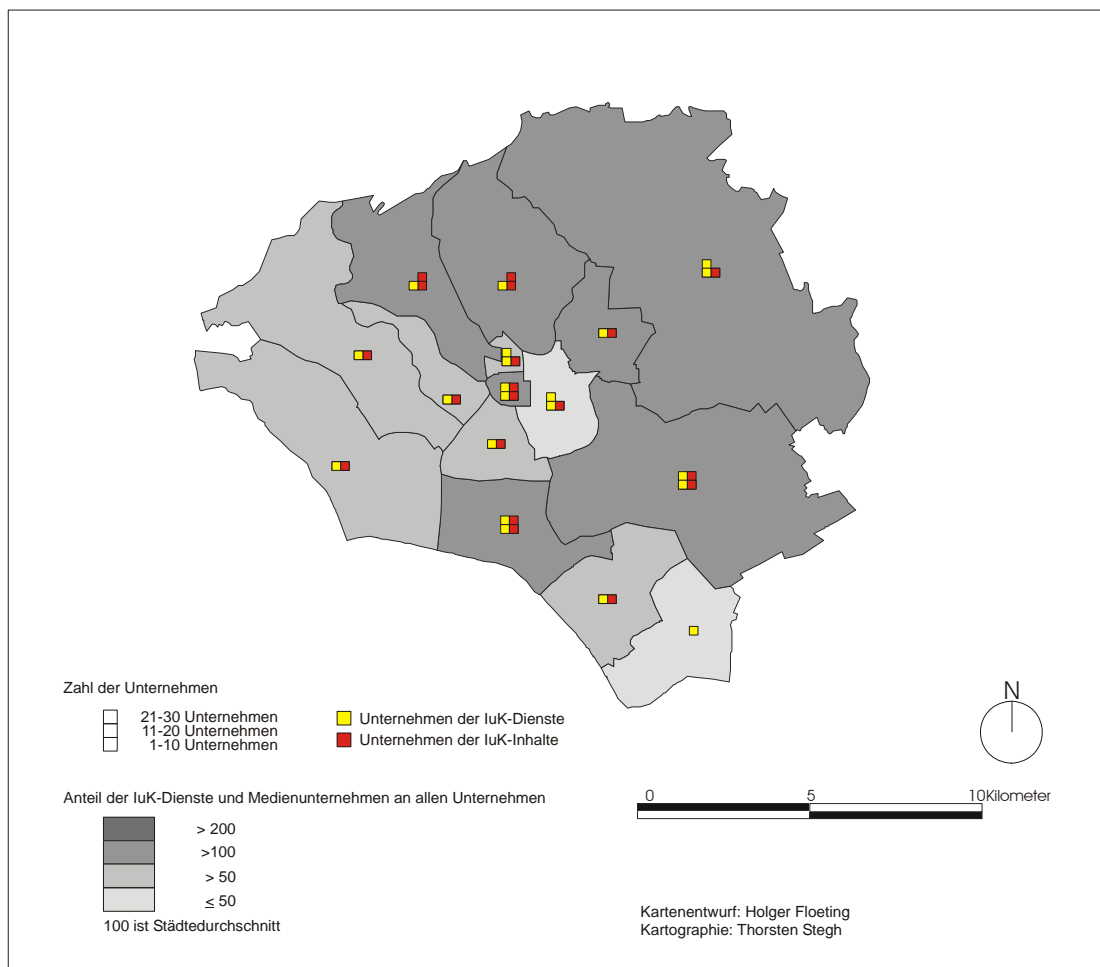 Zahl der Unternehmen
21-30 Unternehmen
11-20 Unternehmen
1-10 Unternehmen
Unternehmen der IuK-Dienste
Unternehmen der IuK-Inhalte
Anteil der IuK-Dienste und Medienunternehmen an allen Unternehmen
> 200
>100
> 50
≤ 50
100 ist Städtedurchschnitt
N
0 5 10Kilometer
Kartenentwurf: Holger Floeting
Kartographie: Thorsten Stegh